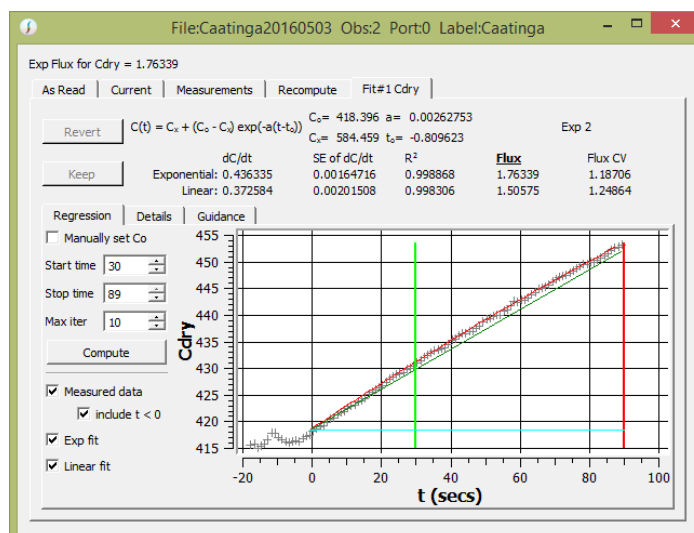 File:Caatinga20160503 Obs:2 Port:0 Label:Caatinga
Exp Flux for Cdry = 1.76339
As Read Current Measurements Recompute Fit#1 Cdry
Revert C(t) = Cx + (Co - Cx) exp(-a(t-to)) Co= 418.396 a= 0.00262753 Exp 2
Cx= 584.459 to= -0.809623
dC/dt SE of dC/dt R² Flux Flux CV
Keep Exponential: 0.436335 0.00164716 0.998868 1.76339 1.18706
Linear: 0.372584 0.00201508 0.998306 1.50575 1.24864
Regression Details Guidance
Manually set Co
Start time 30
Stop time 89
Max iter 10
Compute
Measured data
include t < 0
Exp fit
Linear fit
Cdry
455
450
445
440
435
430
425
420
415
-20 0 20 40 60 80 100
t (secs)